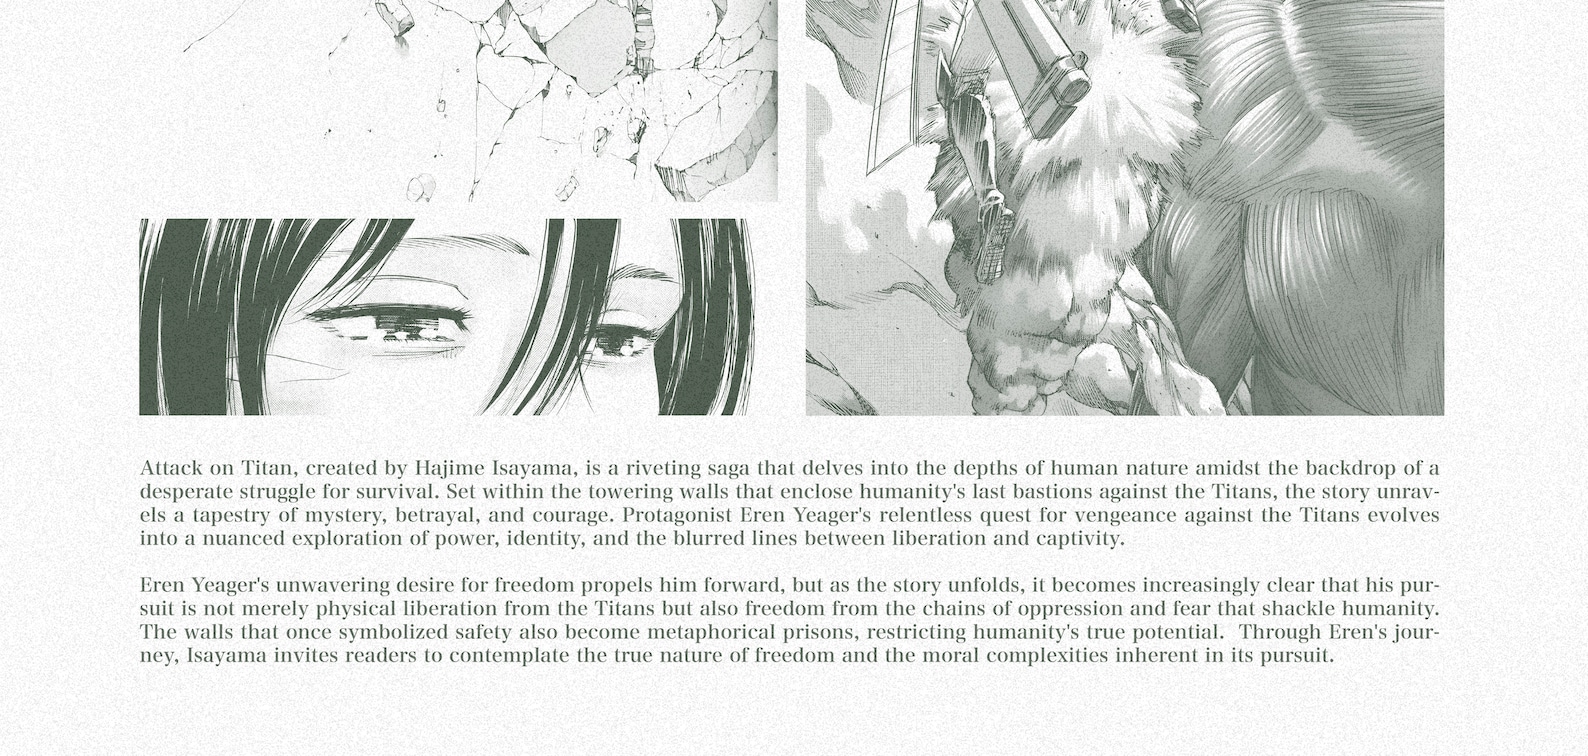 Attack on Titan, created by Hajime Isayama, is a riveting saga that delves into the depths of human nature amidst the backdrop of a
desperate struggle for survival. Set within the towering walls that enclose humanity's last bastions against the Titans, the story unrav-
els a tapestry of mystery, betrayal, and courage. Protagonist Eren Yeager's relentless quest for vengeance against the Titans evolves
into a nuanced exploration of power, identity, and the blurred lines between liberation and captivity.
Eren Yeager's unwavering desire for freedom propels him forward, but as the story unfolds, it becomes increasingly clear that his pur-
suit is not merely physical liberation from the Titans but also freedom from the chains of oppression and fear that shackle humanity.
The walls that once symbolized safety also become metaphorical prisons, restricting humanity's true potential.  Through Eren's jour-
ney, Isayama invites readers to contemplate the true nature of freedom and the moral complexities inherent in its pursuit.